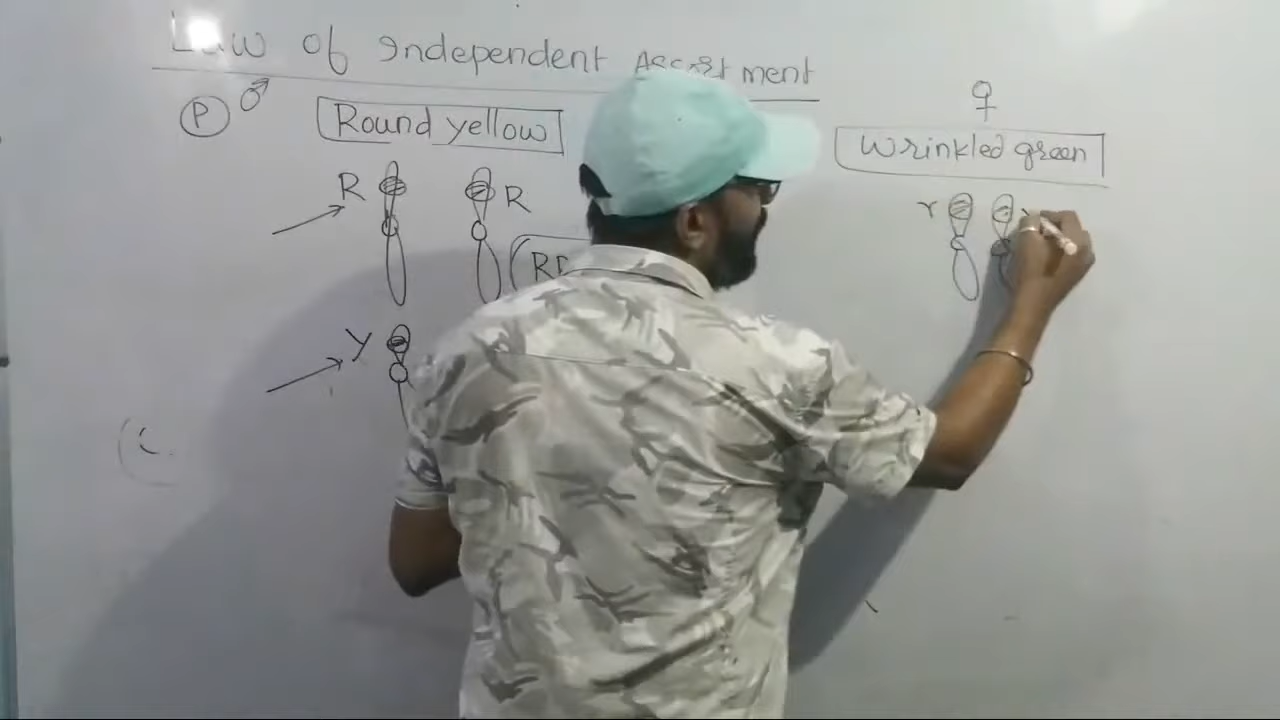 Law of Independent Assortment
P ♂ Round yellow
♀
Wrinkled green
R R
r
Y